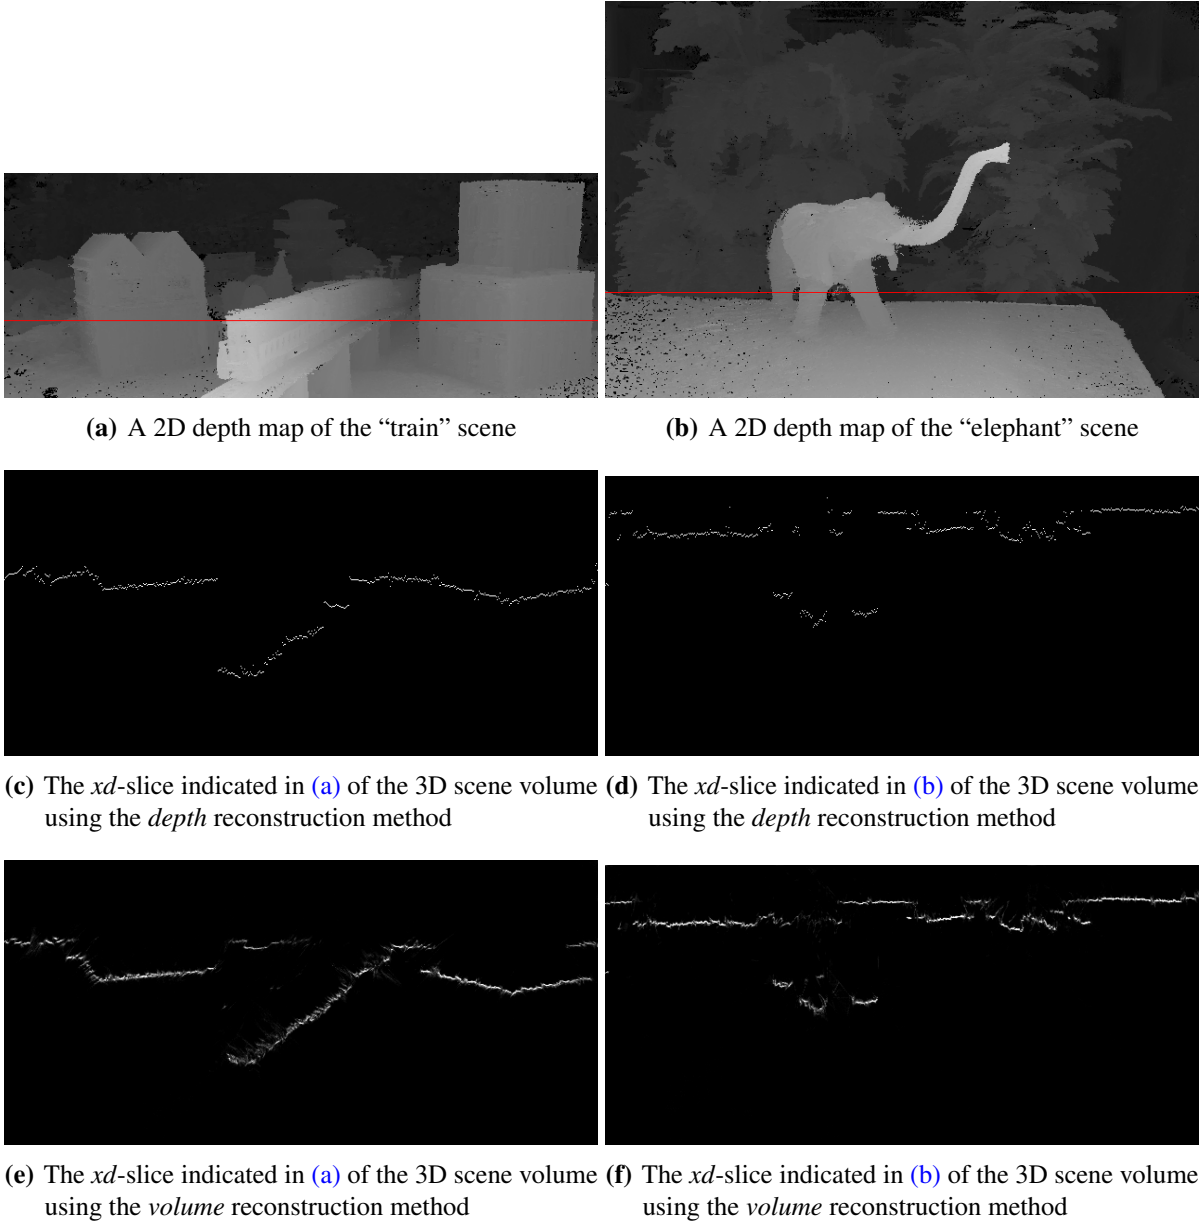 (a) A 2D depth map of the “train” scene
(b) A 2D depth map of the “elephant” scene
(c) The xd-slice indicated in (a) of the 3D scene volume
using the depth reconstruction method
(d) The xd-slice indicated in (b) of the 3D scene volume
using the depth reconstruction method
(e) The xd-slice indicated in (a) of the 3D scene volume
using the volume reconstruction method
(f) The xd-slice indicated in (b) of the 3D scene volume
using the volume reconstruction method